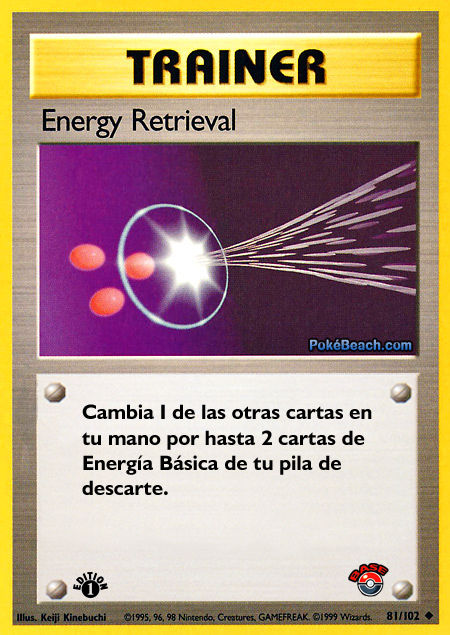 TRAINER
Energy Retrieval
PokéBeach.com
Cambia 1 de las otras cartas en
tu mano por hasta 2 cartas de
Energía Básica de tu pila de
descarte.
EDITION
1
BASE
Illus. Keiji Kinebuchi ©1995, 96, 98 Nintendo, Creatures, GAMEFREAK. ©1999 Wizards. 81/102 ◆